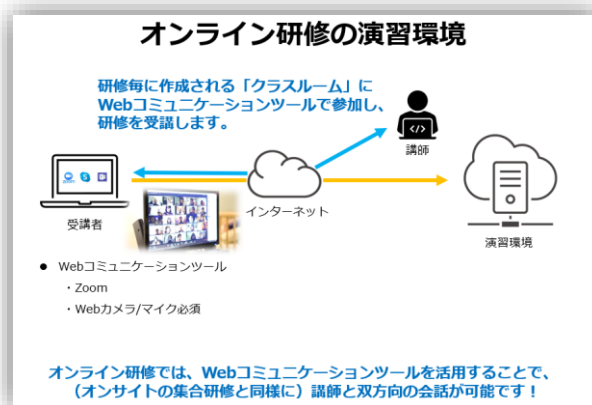 オンライン研修の演習環境
研修毎に作成される「クラスルーム」に
Webコミュニケーションツールで参加し、
研修を受講します。
</>
講師
受講者
インターネット
演習環境
● Webコミュニケーションツール
・Zoom
・Webカメラ/マイク必須
オンライン研修では、Webコミュニケーションツールを活用することで、
（オンサイトの集合研修と同様に）講師と双方向の会話が可能です！